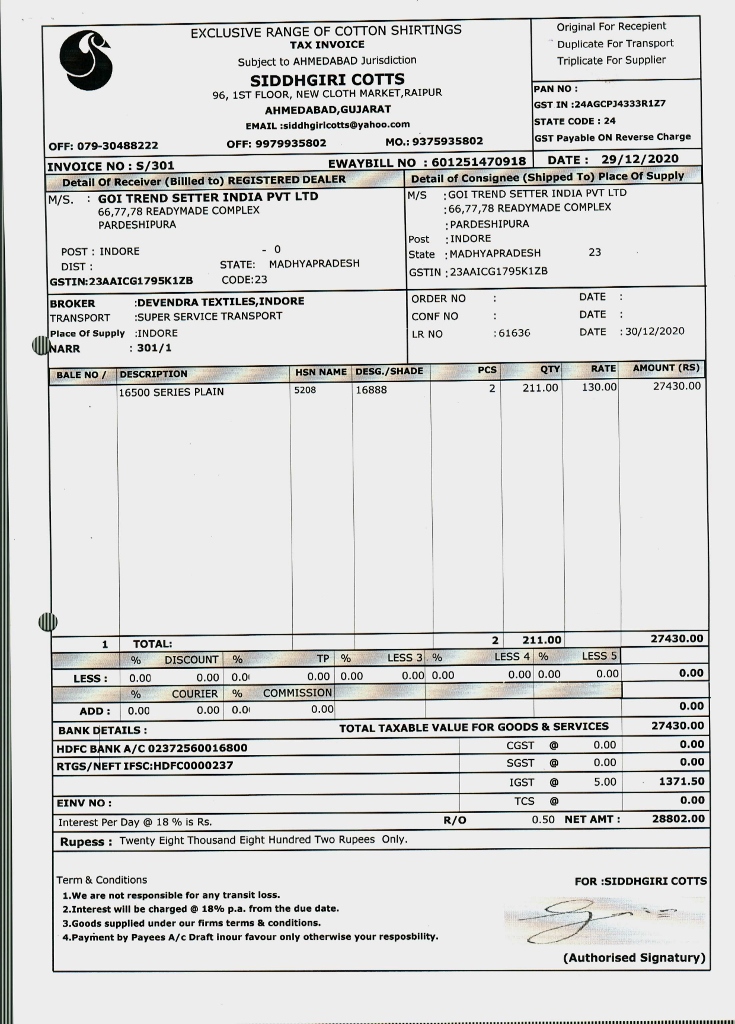 EXCLUSIVE RANGE OF COTTON SHIRTINGS
TAX INVOICE
Subject to AHMEDABAD Jurisdiction
SIDDHGIRI COTTS
96, 1ST FLOOR, NEW CLOTH MARKET,RAIPUR
AHMEDABAD,GUJARAT
EMAIL :siddhgiricotts@yahoo.com
OFF: 079-30488222 OFF: 9979935802 MO.: 9375935802
Original For Recepient
Duplicate For Transport
Triplicate For Supplier
PAN NO :
GST IN :24AGCPJ4333R1Z7
STATE CODE : 24
GST Payable ON Reverse Charge
INVOICE NO : S/301 EWAYBILL NO : 601251470918 DATE : 29/12/2020
Detail Of Receiver (Billled to) REGISTERED DEALER
M/S. : GOI TREND SETTER INDIA PVT LTD
66,77,78 READYMADE COMPLEX
PARDESHIPURA
POST : INDORE - 0
DIST : STATE: MADHYAPRADESH
GSTIN:23AAICG1795K1ZB CODE:23
Detail of Consignee (Shipped To) Place Of Supply
M/S :GOI TREND SETTER INDIA PVT LTD
:66,77,78 READYMADE COMPLEX
:PARDESHIPURA
Post :INDORE
State :MADHYAPRADESH 23
GSTIN :23AAICG1795K1ZB
BROKER :DEVENDRA TEXTILES,INDORE
TRANSPORT :SUPER SERVICE TRANSPORT
Place Of Supply :INDORE
NARR : 301/1
ORDER NO : DATE :
CONF NO : DATE :
LR NO :61636 DATE :30/12/2020
BALE NO / DESCRIPTION HSN NAME DESG./SHADE PCS QTY RATE AMOUNT (RS)
16500 SERIES PLAIN 5208 16888 2 211.00 130.00 27430.00
1 TOTAL: 2 211.00 27430.00
% DISCOUNT % TP % LESS 3 % LESS 4 % LESS 5
LESS : 0.00 0.00 0.0 0.00 0.00 0.00 0.00 0.00 0.00 0.00 0.00
% COURIER % COMMISSION
ADD : 0.00 0.00 0.0 0.00 0.00
BANK DETAILS : TOTAL TAXABLE VALUE FOR GOODS & SERVICES 27430.00
HDFC BANK A/C 02372560016800 CGST @ 0.00 0.00
RTGS/NEFT IFSC:HDFC0000237 SGST @ 0.00 0.00
IGST @ 5.00 1371.50
EINV NO : TCS @ 0.00
Interest Per Day @ 18 % is Rs. R/O 0.50 NET AMT : 28802.00
Rupess : Twenty Eight Thousand Eight Hundred Two Rupees Only.
Term & Conditions
1.We are not responsible for any transit loss.
2.Interest will be charged @ 18% p.a. from the due date.
3.Goods supplied under our firms terms & conditions.
4.Payment by Payees A/c Draft inour favour only otherwise your resposbility.
FOR :SIDDHGIRI COTTS
(Authorised Signatury)